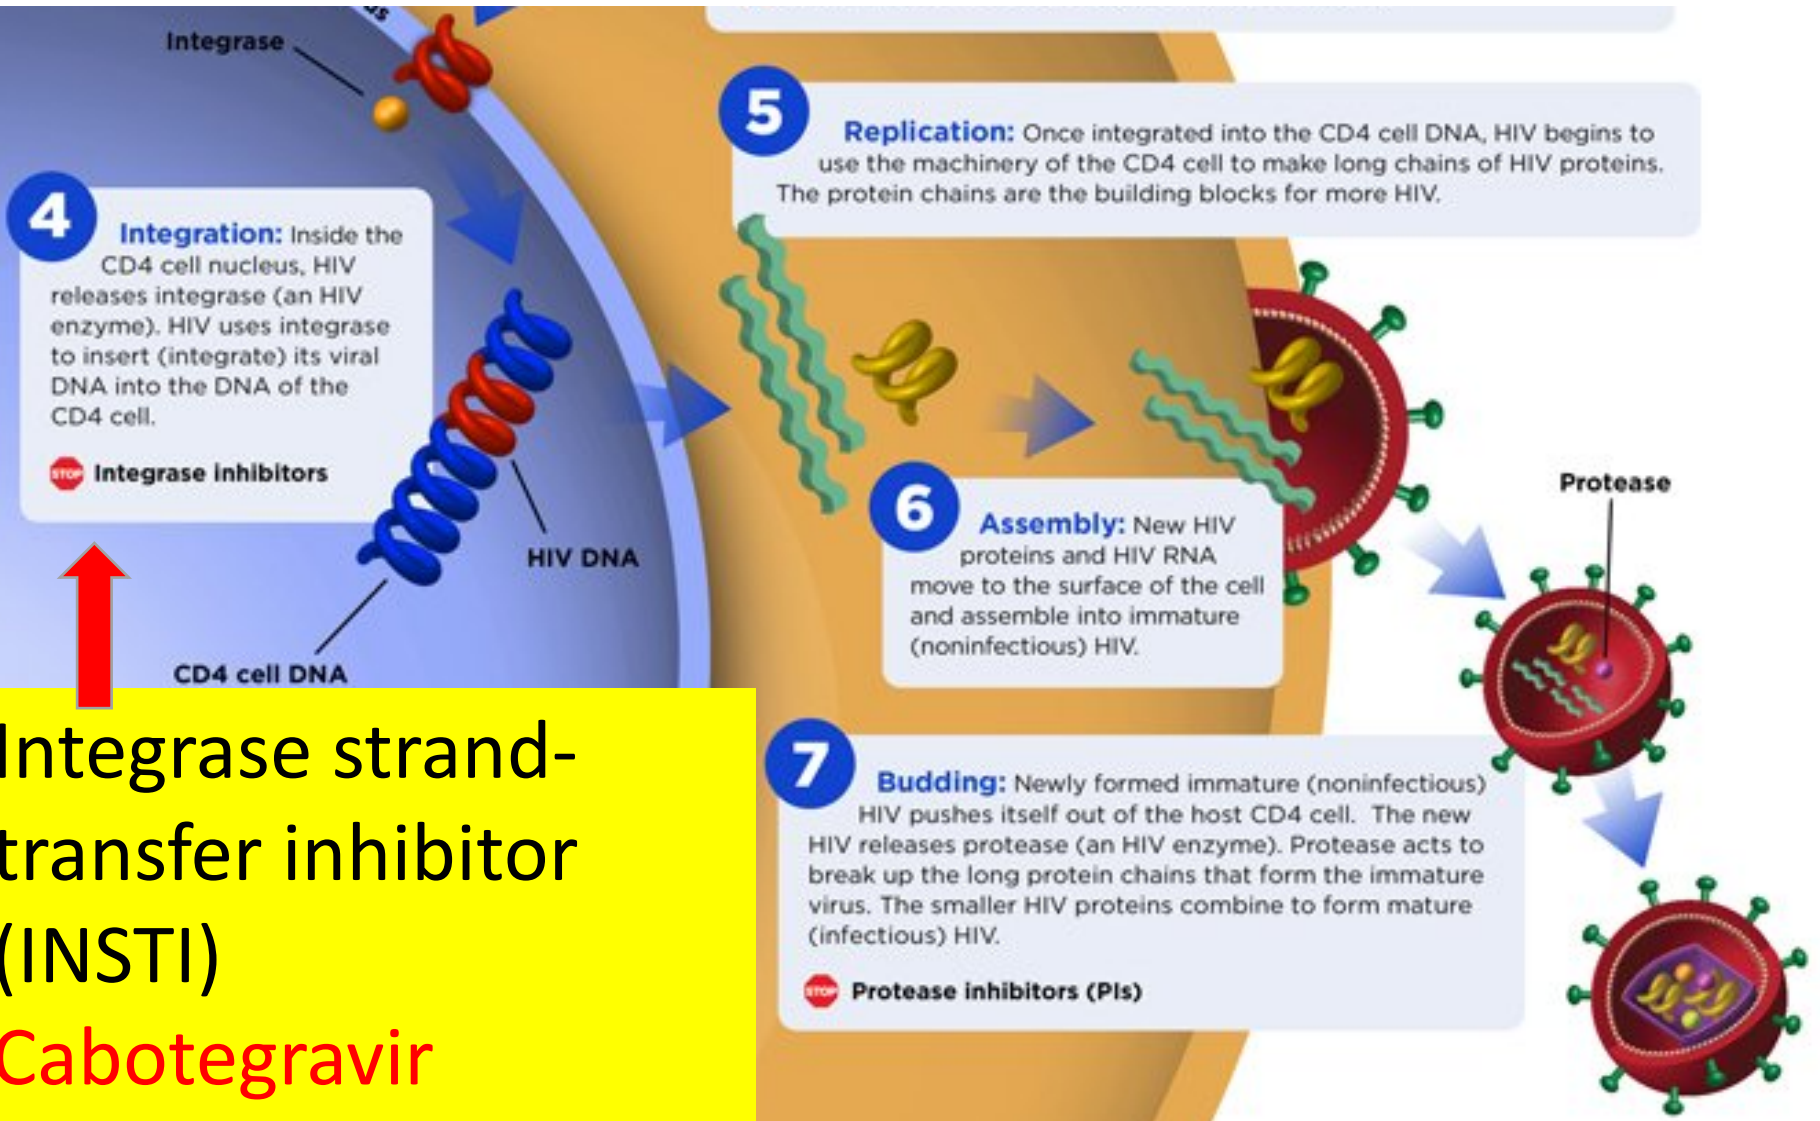 us
Integrase
5
Replication: Once integrated into the CD4 cell DNA, HIV begins to
use the machinery of the CD4 cell to make long chains of HIV proteins.
The protein chains are the building blocks for more HIV.
4
Integration: Inside the
CD4 cell nucleus, HIV
releases integrase (an HIV
enzyme). HIV uses integrase
to insert (integrate) its viral
DNA into the DNA of the
CD4 cell.
STOP Integrase inhibitors
HIV DNA
CD4 cell DNA
6
Assembly: New HIV
proteins and HIV RNA
move to the surface of the cell
and assemble into immature
(noninfectious) HIV.
Protease
7
Budding: Newly formed immature (noninfectious)
HIV pushes itself out of the host CD4 cell. The new
HIV releases protease (an HIV enzyme). Protease acts to
break up the long protein chains that form the immature
virus. The smaller HIV proteins combine to form mature
(infectious) HIV.
STOP Protease inhibitors (PIs)
Integrase strand-
transfer inhibitor
(INSTI)
Cabotegravir